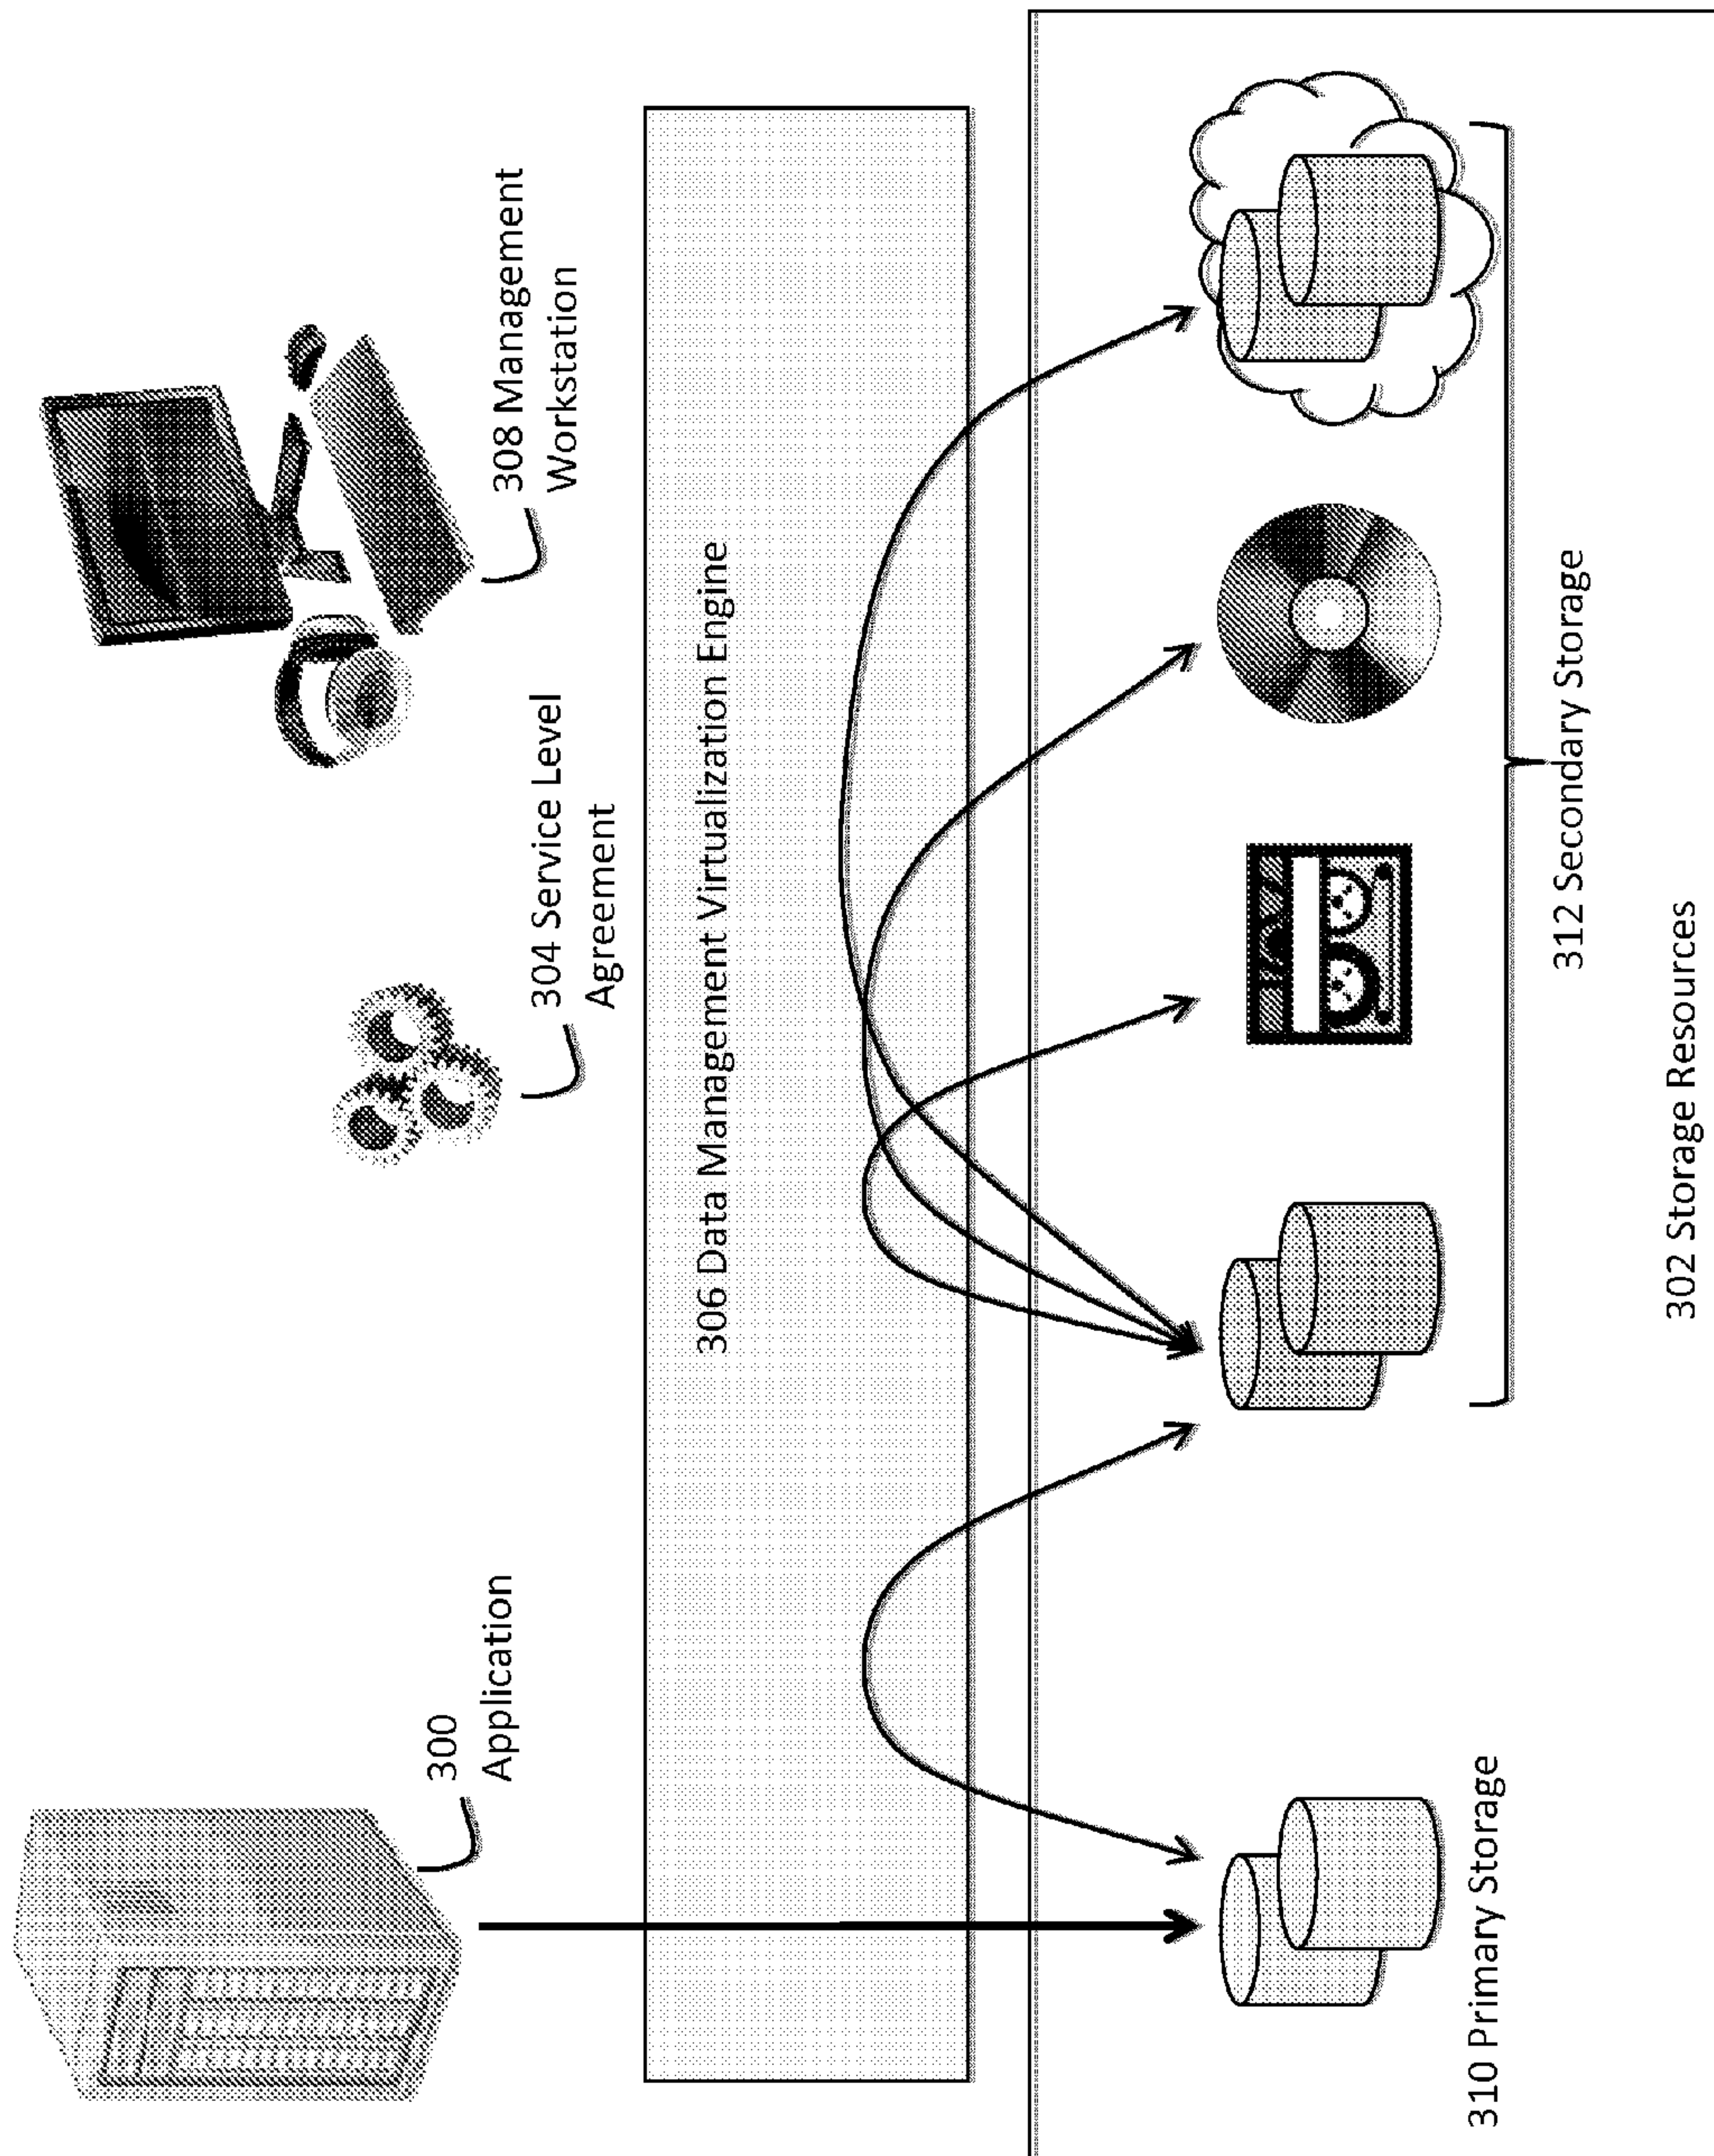 300
Application
304 Service Level
Agreement
308 Management
Workstation
306 Data Management Virtualization Engine
310 Primary Storage
312 Secondary Storage
302 Storage Resources